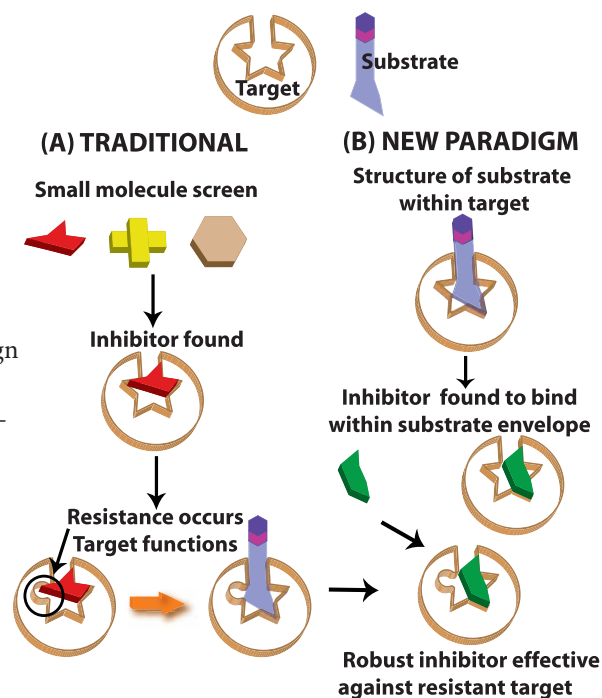 Target
Substrate
(A) TRADITIONAL
Small molecule screen
Inhibitor found
Resistance occurs
Target functions
(B) NEW PARADIGM
Structure of substrate
within target
Inhibitor found to bind
within substrate envelope
Robust inhibitor effective
against resistant target
gn
–